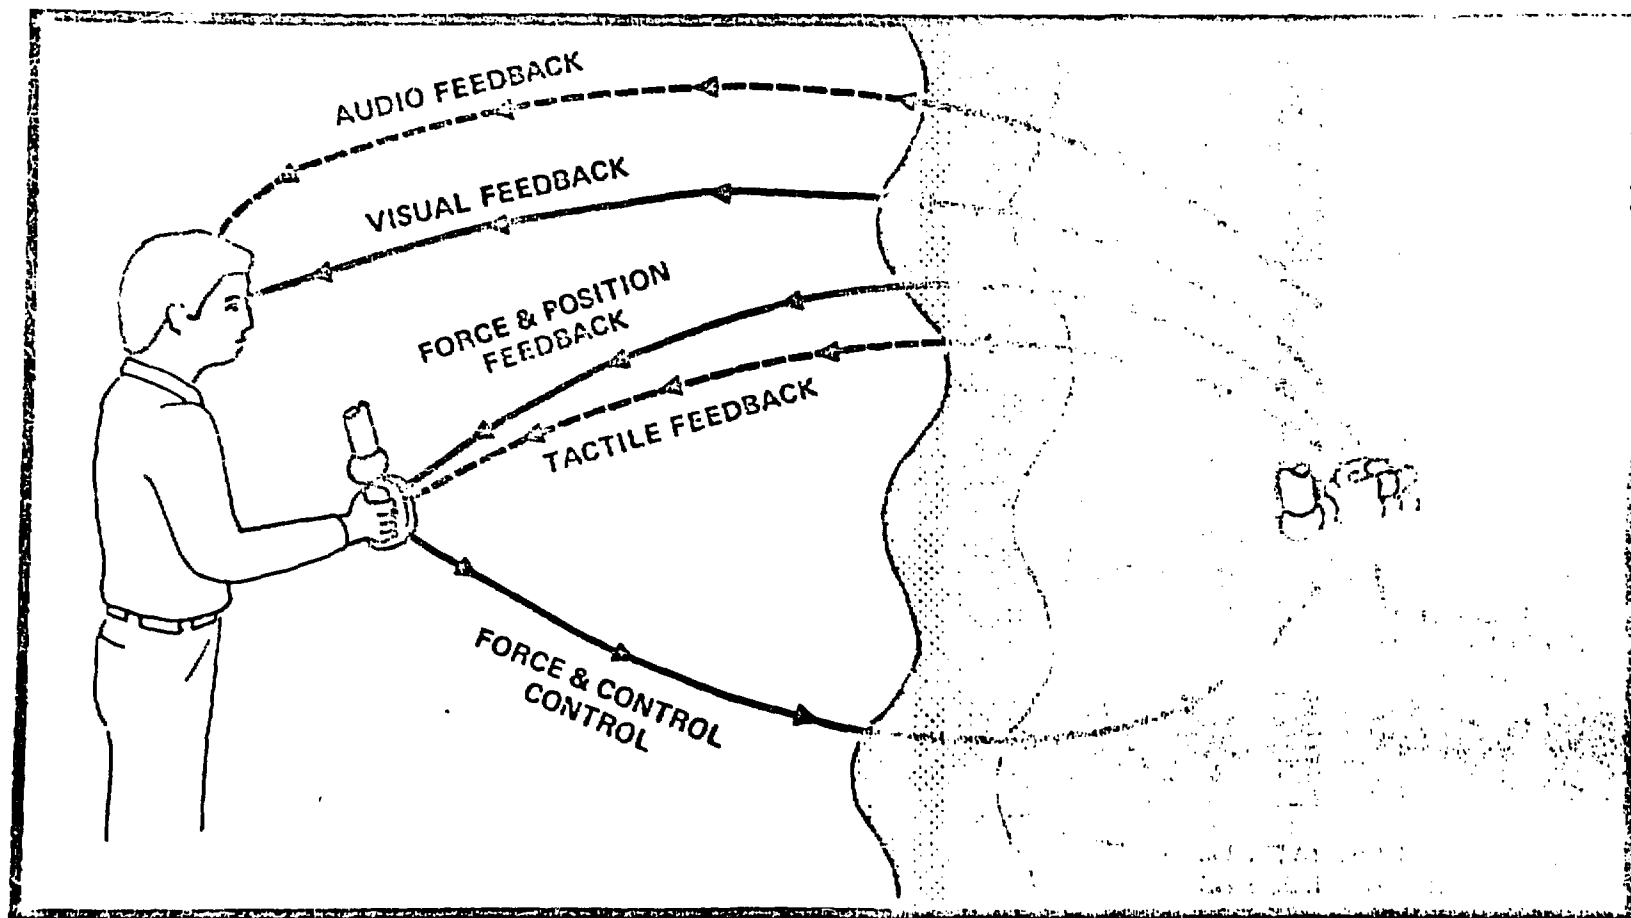 AUDIO FEEDBACK
VISUAL FEEDBACK
FORCE & POSITION
FEEDBACK
TACTILE FEEDBACK
FORCE & CONTROL
CONTROL